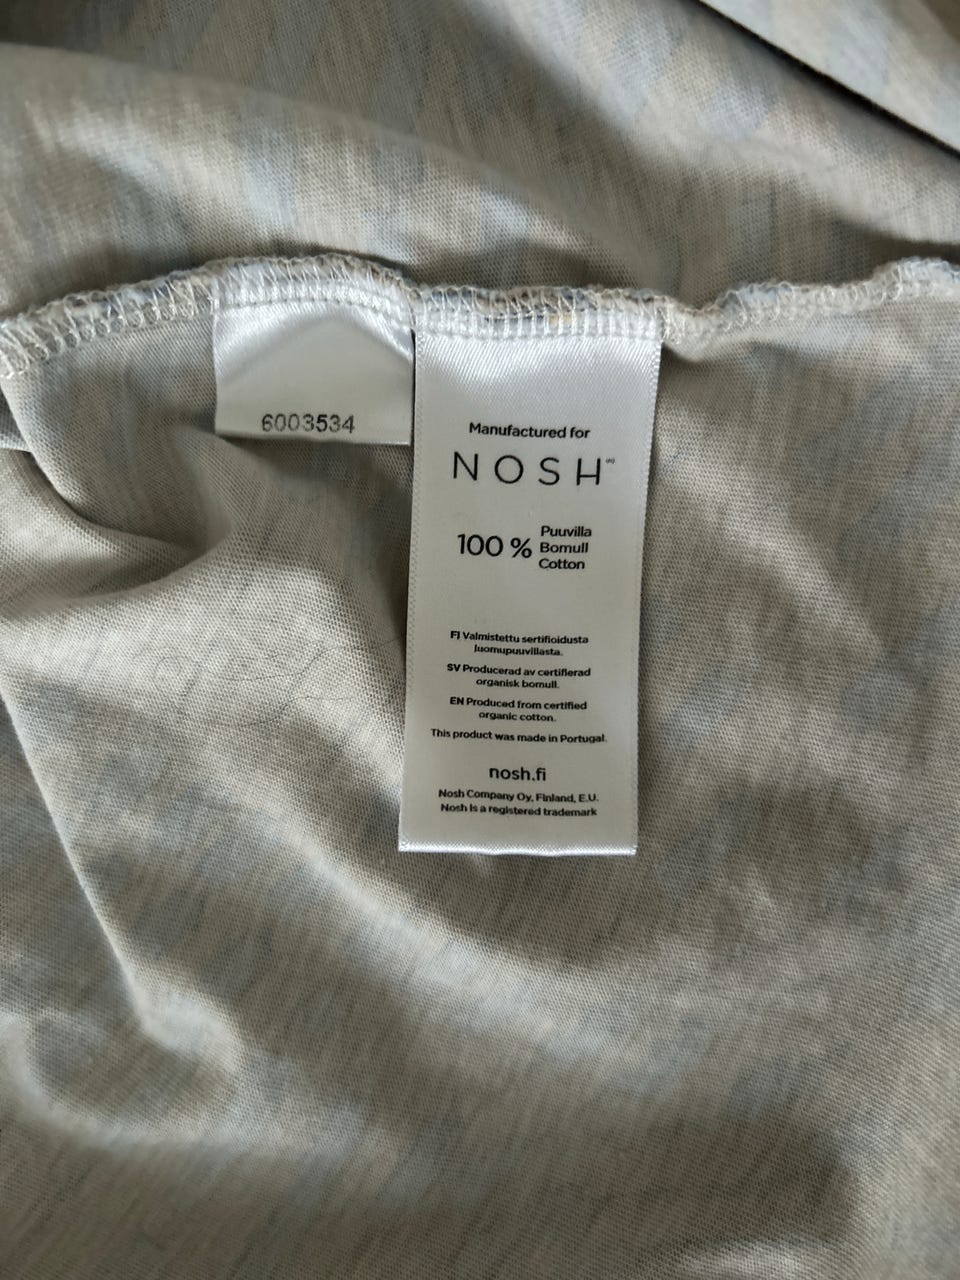 6003534
Manufactured for
NOSH
100 % Puuvilla
Bomull
Cotton
FI Valmistettu sertifioidusta
luomupuuvillasta.
SV Producerad av certifierad
organisk bomull.
EN Produced from certified
organic cotton.
This product was made in Portugal.
nosh.fi
Nosh Company Oy, Finland, E.U.
Nosh is a registered trademark